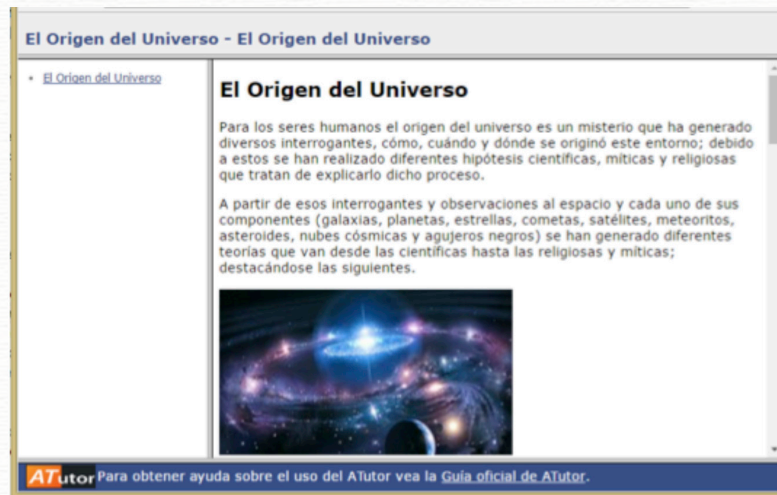 El Origen del Universo - El Origen del Universo
• El Origen del Universo
El Origen del Universo
Para los seres humanos el origen del universo es un misterio que ha generado
diversos interrogantes, cómo, cuándo y dónde se originó este entorno; debido
a estos se han realizado diferentes hipótesis científicas, míticas y religiosas
que tratan de explicarlo dicho proceso.
A partir de esos interrogantes y observaciones al espacio y cada uno de sus
componentes (galaxias, planetas, estrellas, cometas, satélites, meteoritos,
asteroides, nubes cósmicas y agujeros negros) se han generado diferentes
teorías que van desde las científicas hasta las religiosas y míticas;
destacándose las siguientes.
ATutor Para obtener ayuda sobre el uso del ATutor vea la Guía oficial de ATutor.